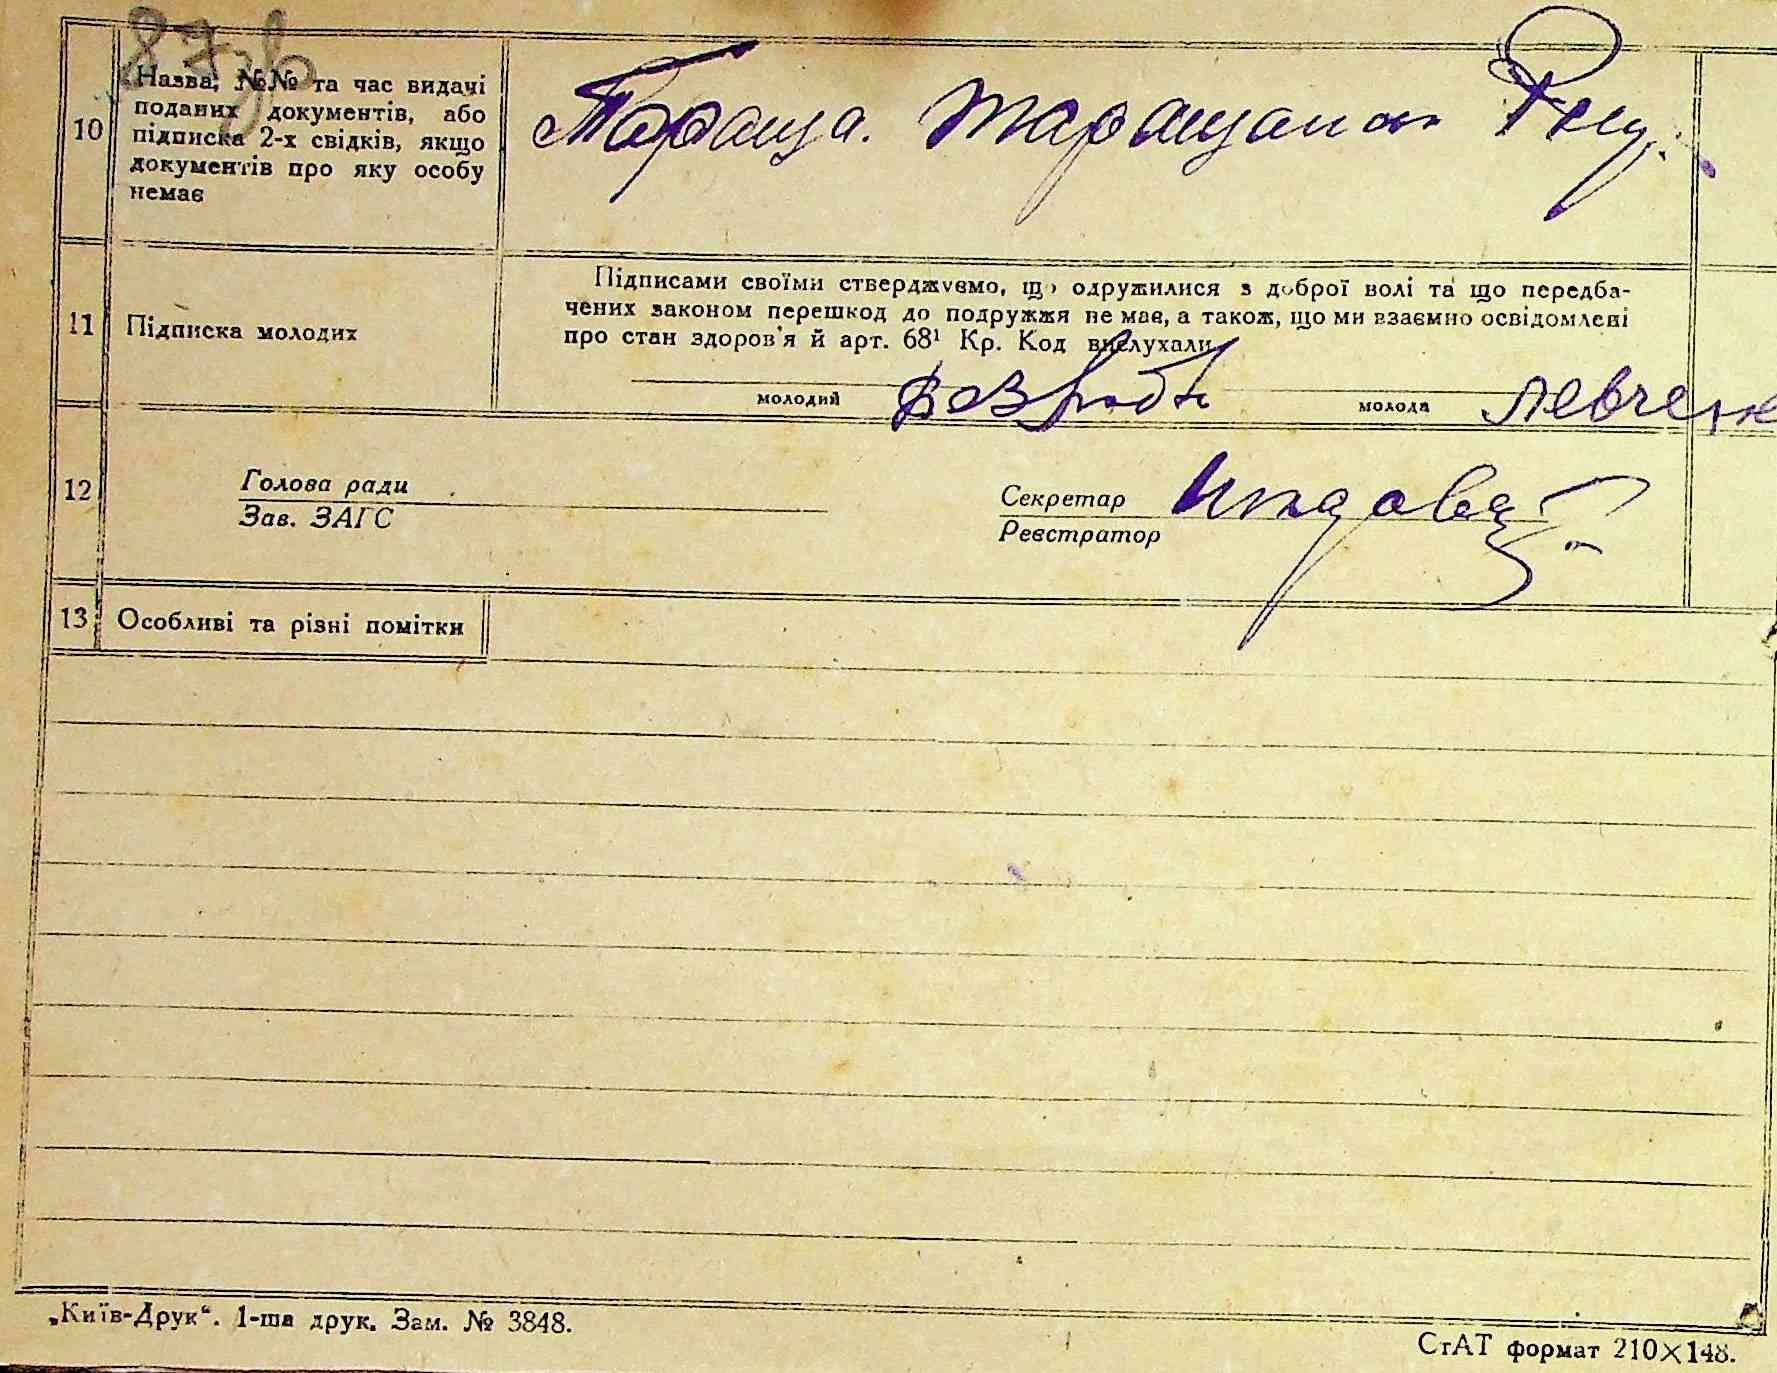 87 зв
10
Назва, №№ та час видачі
поданих документів, або
підписка 2-х свідків, якщо
документів про яку особу
немає
Тараща.
11
Підписка молодих
Підписами своїми стверджуємо, що одружилися з доброї волі та що передба-
чених законом перешкод до подружжя не має, а також, що ми взаємно освідомлені
про стан здоров'я й арт. 68¹ Кр. Код вислухали
молодий
молода Левченк
12
Голова ради
Зав. ЗАГС
Секретар
Реєстратор
13 Особливі та різні помітки
„Київ-Друк“. 1-ша друк. Зам. № 3848.
СтАТ формат 210×148.